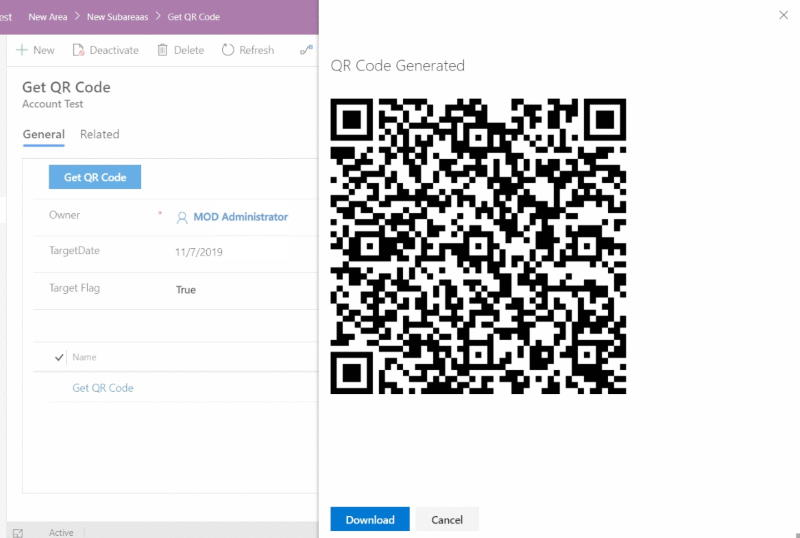 est New Area > New Subareaas > Get QR Code
New Deactivate Delete Refresh
Get QR Code
Account Test
General Related
Get QR Code
Owner * MOD Administrator
TargetDate 11/7/2019
Target Flag True
Name
Get QR Code
Active
QR Code Generated
Download Cancel